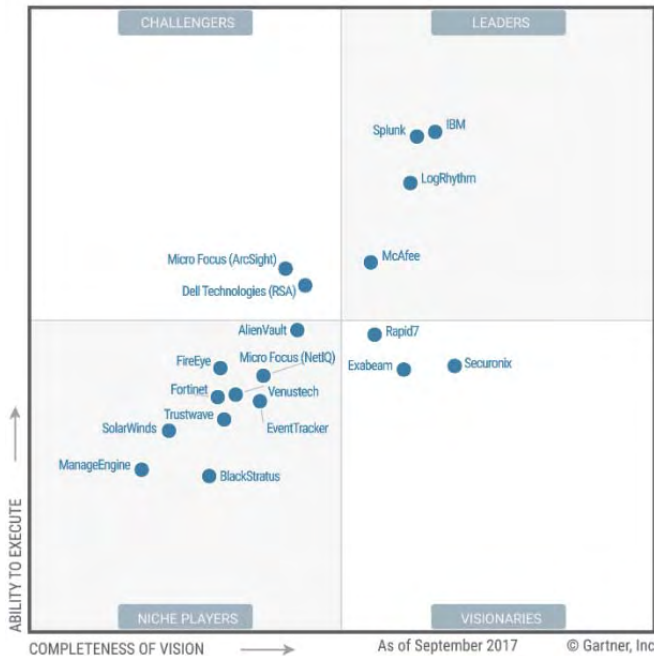 CHALLENGERS
LEADERS
Splunk
IBM
LogRhythm
McAfee
Micro Focus (ArcSight)
Dell Technologies (RSA)
AlienVault
Rapid7
Micro Focus (NetIQ)
FireEye
Exabeam
Securonix
Fortinet
Venustech
Trustwave
EventTracker
SolarWinds
ManageEngine
BlackStratus
ABILITY TO EXECUTE
NICHE PLAYERS
VISIONARIES
COMPLETENESS OF VISION
As of September 2017
© Gartner, Inc